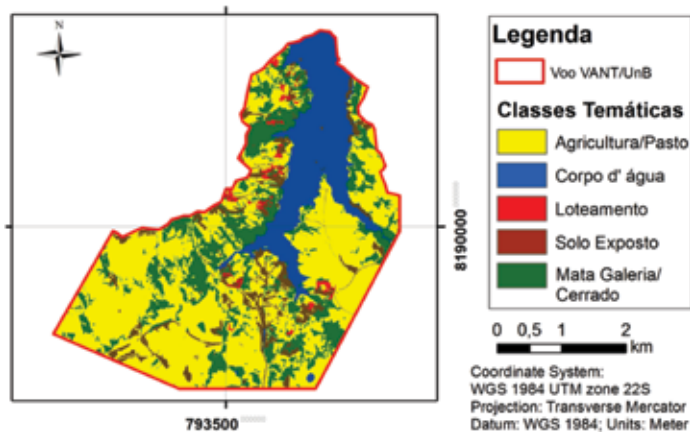 N
8190000
793500
Legenda
Voo VANT/UnB
Classes Temáticas
Agricultura/Pasto
Corpo d' água
Loteamento
Solo Exposto
Mata Galeria/
Cerrado
0 0,5 1 2
km
Coordinate System:
WGS 1984 UTM zone 22S
Projection: Transverse Mercator
Datum: WGS 1984; Units: Meter